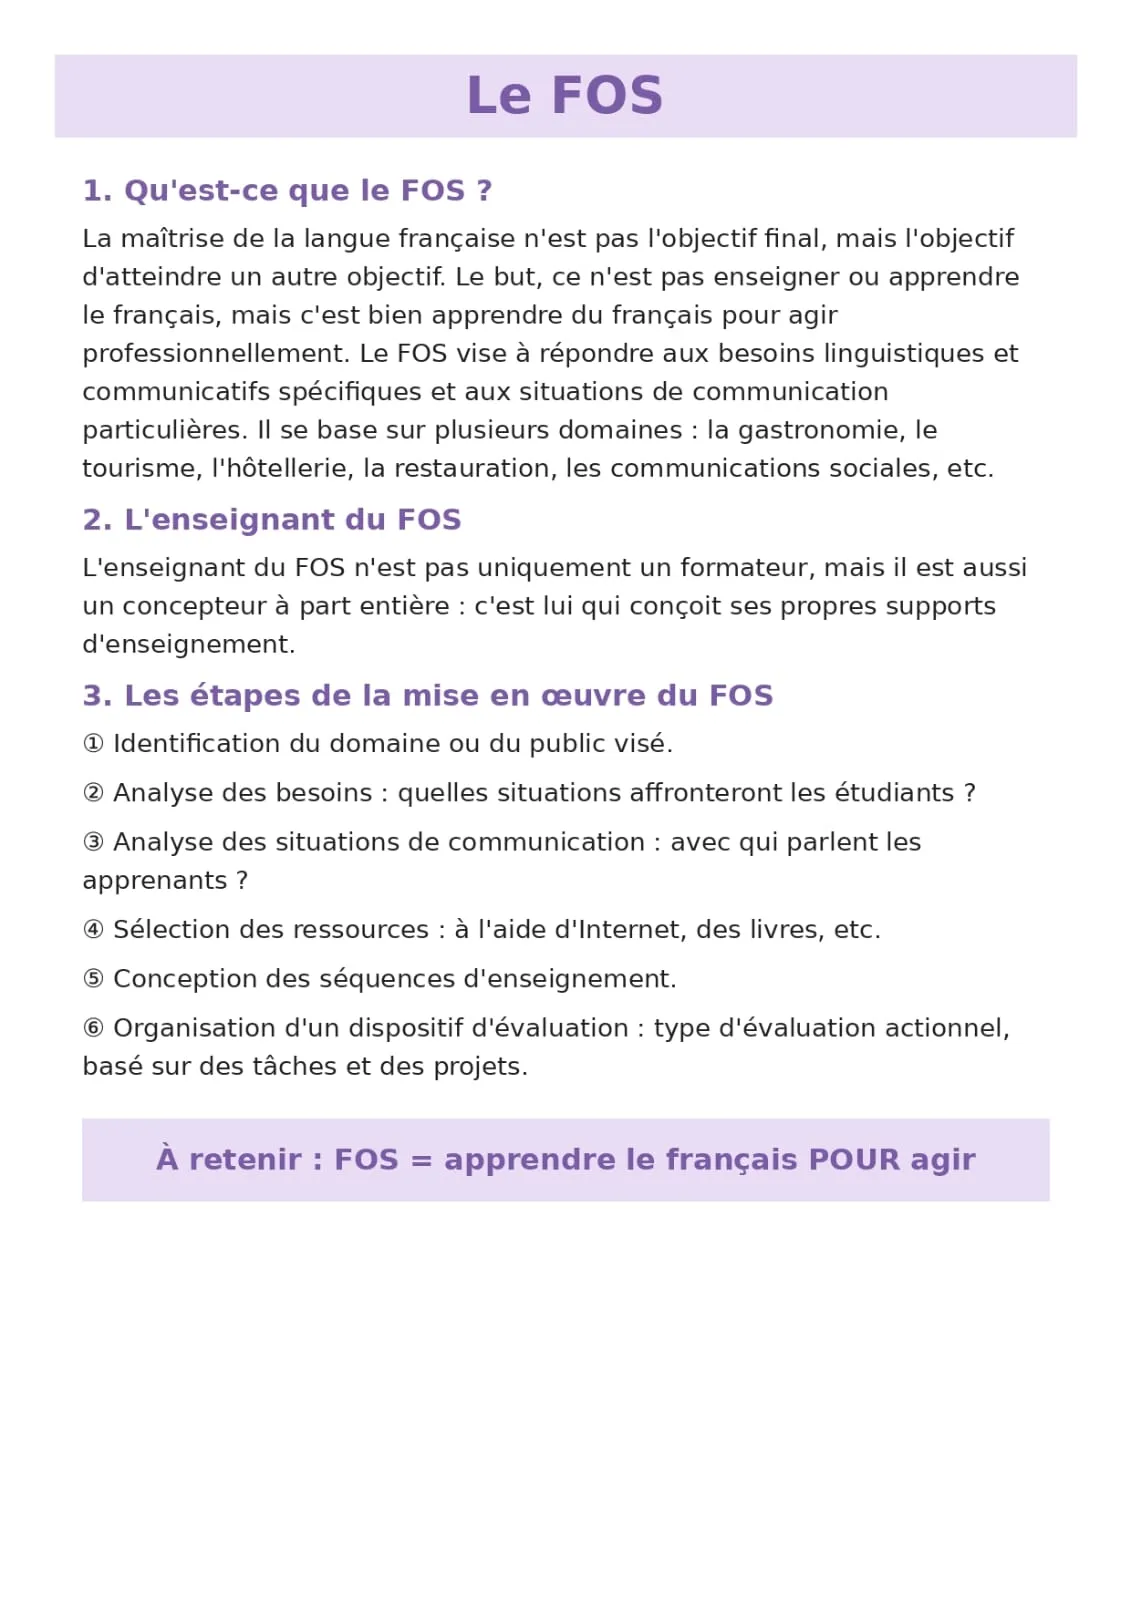 Le FOS
1. Qu'est-ce que le FOS ?
La maîtrise de la langue française n'est pas l'objectif final, mais l'objectif
d'atteindre un autre objectif. Le but, ce n'est pas enseigner ou apprendre
le français, mais c'est bien apprendre du français pour agir
professionnellement. Le FOS vise à répondre aux besoins linguistiques et
communicatifs spécifiques et aux situations de communication
particulières. Il se base sur plusieurs domaines : la gastronomie, le
tourisme, l'hôtellerie, la restauration, les communications sociales, etc.
2. L'enseignant du FOS
L'enseignant du FOS n'est pas uniquement un formateur, mais il est aussi
un concepteur à part entière : c'est lui qui conçoit ses propres supports
d'enseignement.
3. Les étapes de la mise en œuvre du FOS
① Identification du domaine ou du public visé.
② Analyse des besoins : quelles situations affronteront les étudiants ?
③ Analyse des situations de communication : avec qui parlent les
apprenants ?
④ Sélection des ressources : à l'aide d'Internet, des livres, etc.
⑤ Conception des séquences d'enseignement.
⑥ Organisation d'un dispositif d'évaluation : type d'évaluation actionnel,
basé sur des tâches et des projets.
À retenir : FOS = apprendre le français POUR agir